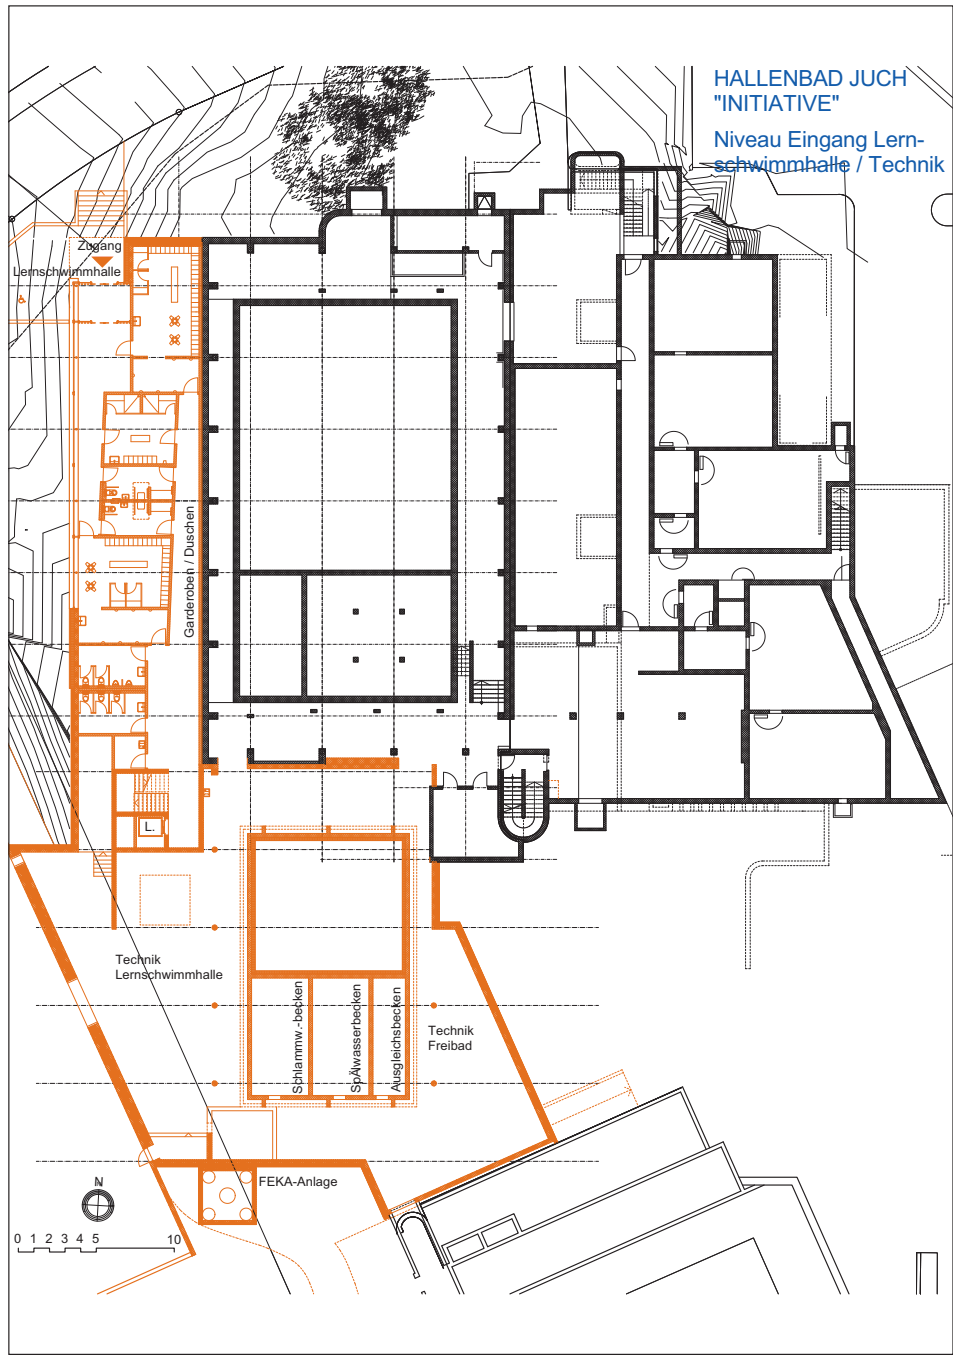 HALLENBAD JUCH
"INITIATIVE"
Niveau Eingang Lern-
schwimmhalle / Technik
Zugang
Lernschwimmhalle
Garderoben / Duschen
L.
Technik
Lernschwimmhalle
Schlammw.-becken
SpÄlwasserbecken
Ausgleichsbecken
Technik
Freibad
FEKA-Anlage
N
0 1 2 3 4 5 10